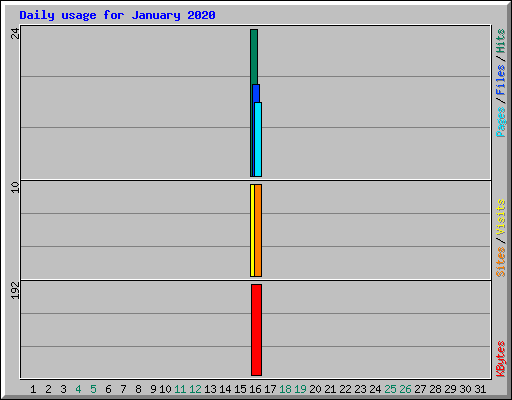 Daily usage for January 2020
24
10
192
Pages / Files / Hits
Sites / Visits
KBytes
1 2 3 4 5 6 7 8 9 10 11 12 13 14 15 16 17 18 19 20 21 22 23 24 25 26 27 28 29 30 31